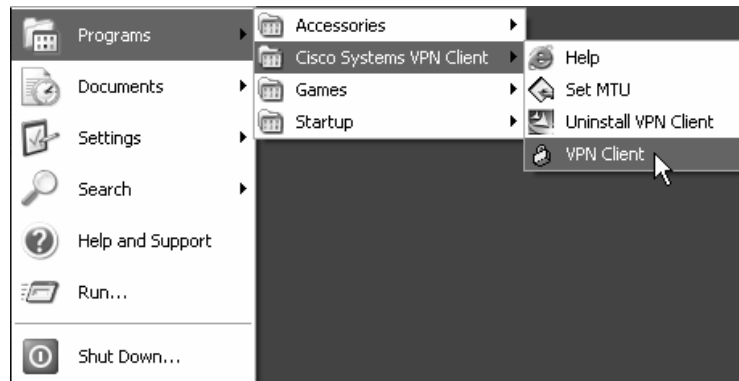 Programs
Documents
Settings
Search
Help and Support
Run...
Shut Down...
Accessories
Cisco Systems VPN Client
Games
Startup
Help
Set MTU
Uninstall VPN Client
VPN Client